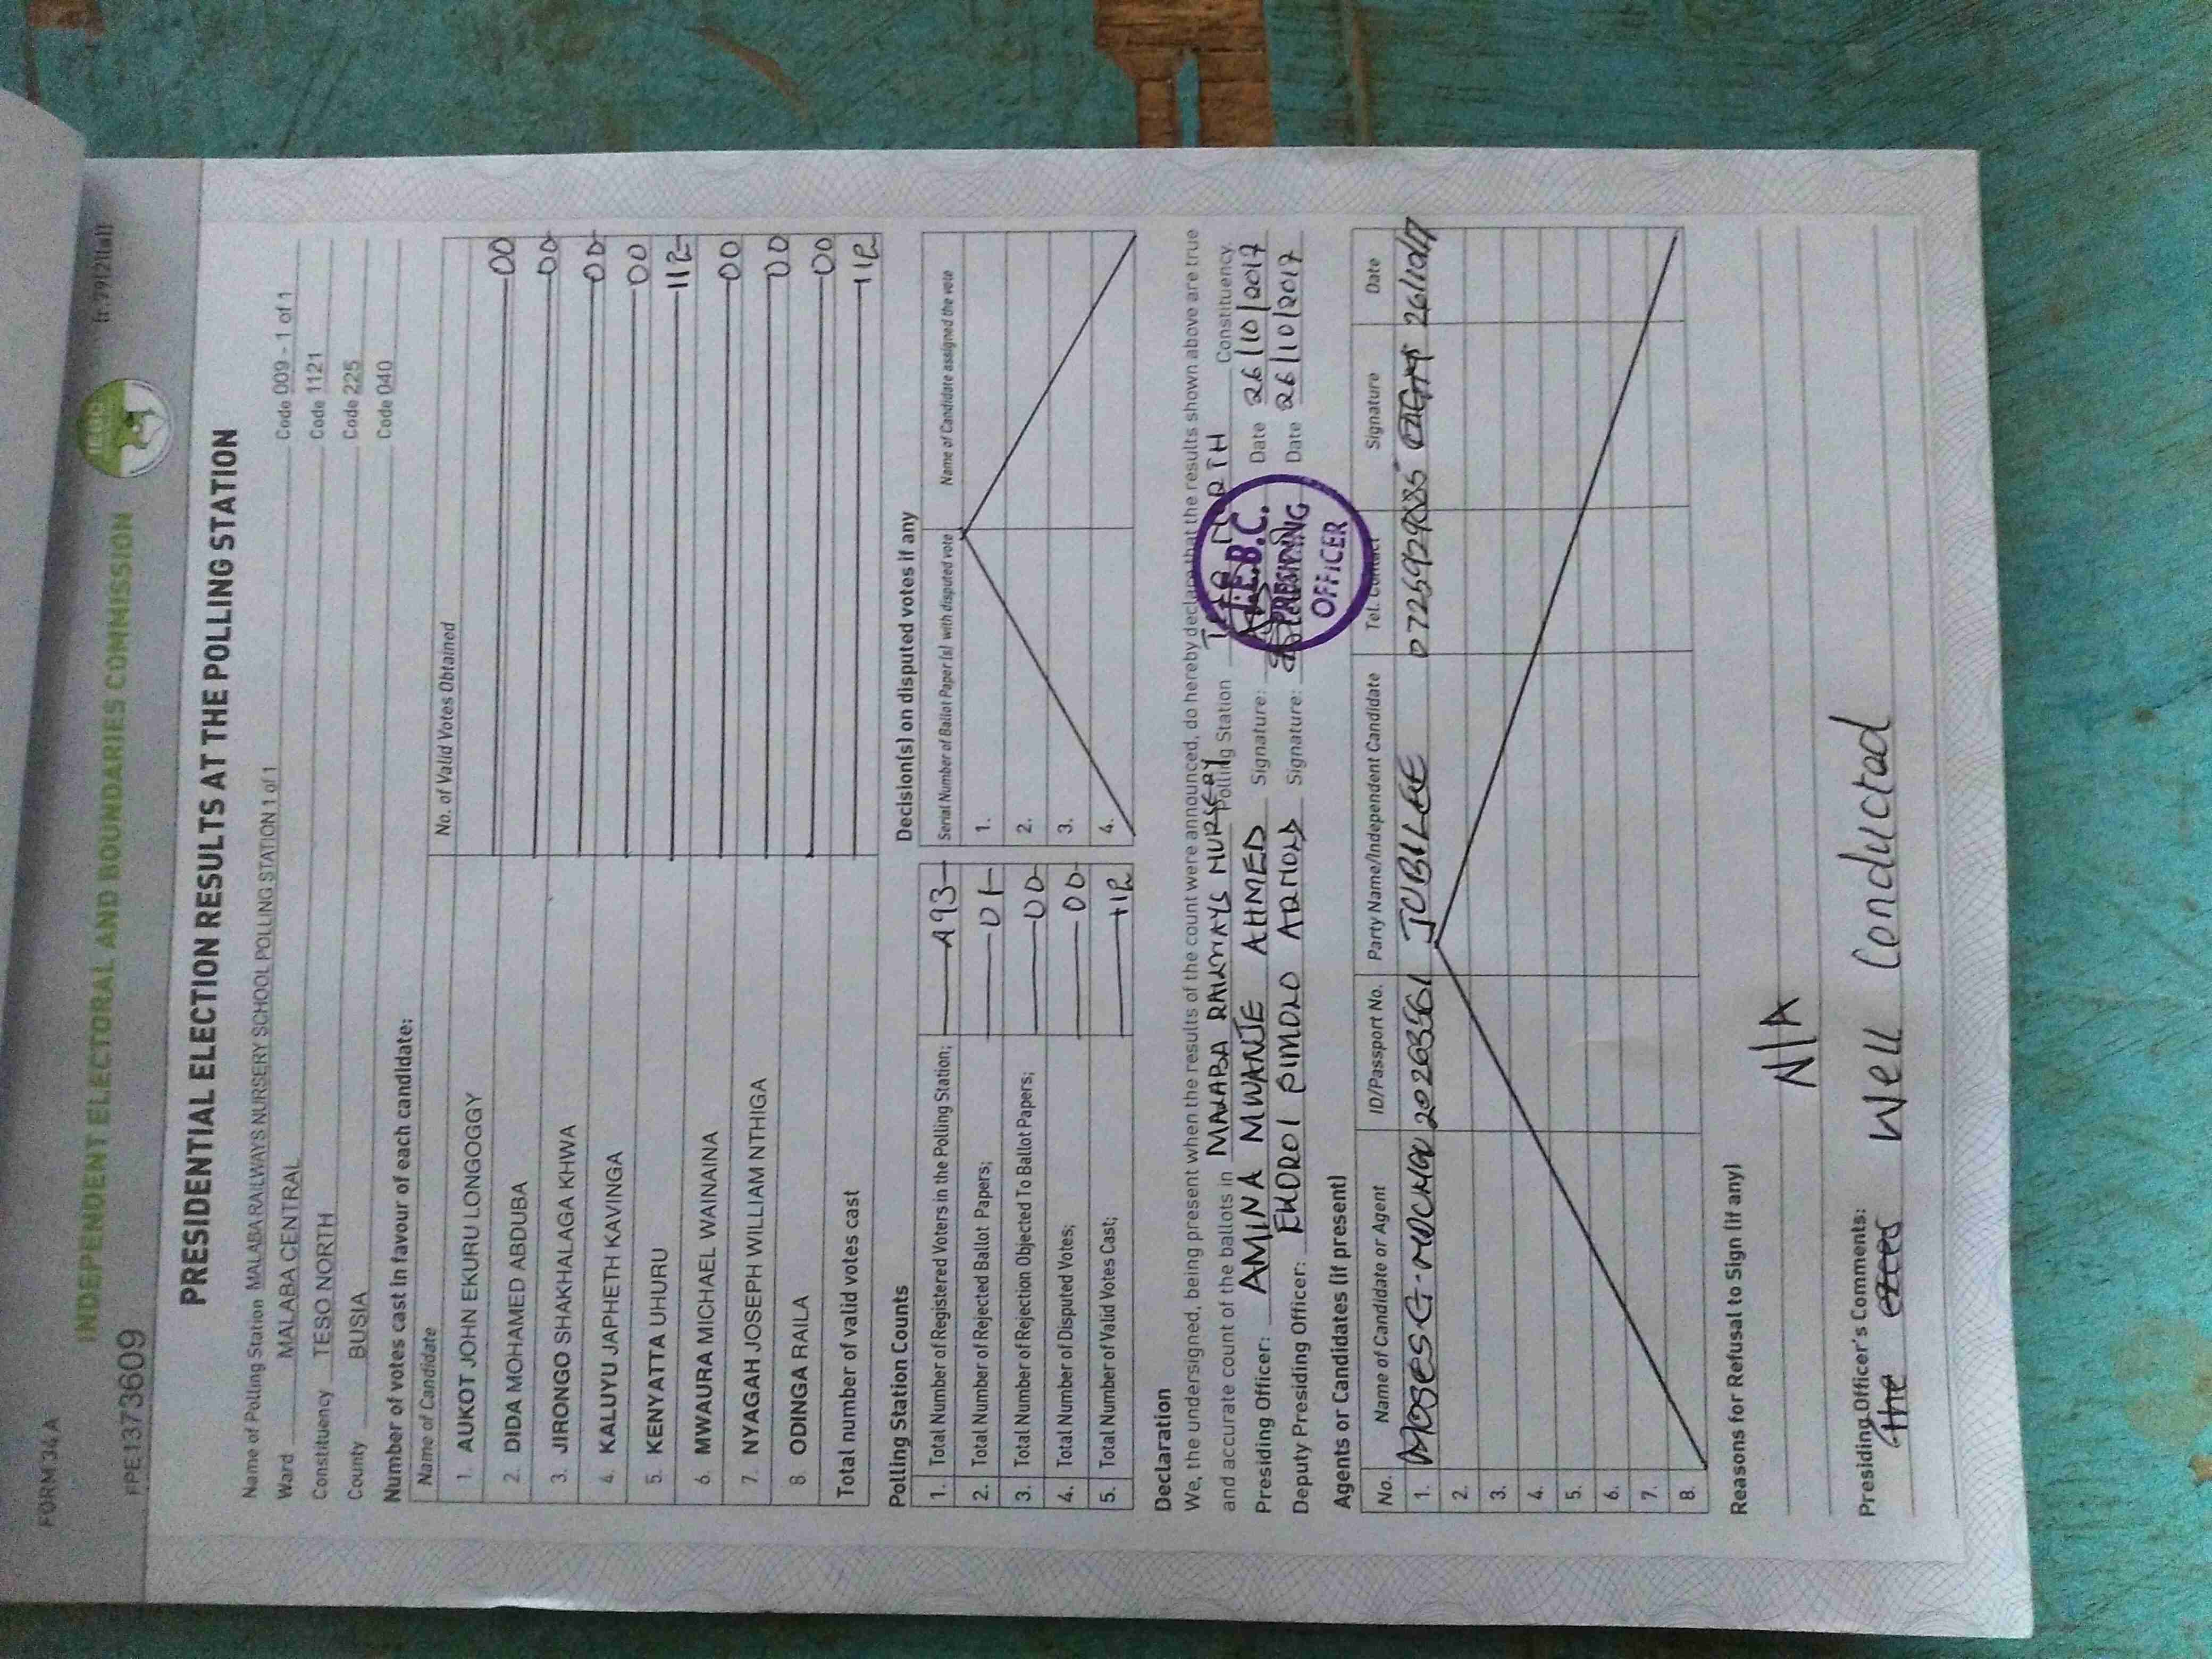 FORM 34A
(r.79(2)(a))
INDEPENDENT ELECTORAL AND BOUNDARIES COMMISSION
IEBC
PRESIDENTIAL ELECTION RESULTS AT THE POLLING STATION
Name of Polling Station MALABA RAILWAYS NURSERY SCHOOL POLLING STATION 1 of 1 Code 009 - 1 of 1
Ward MALABA CENTRAL Code 1121
Constituency TESO NORTH Code 225
County BUSIA Code 040
Number of votes cast in favour of each candidate:
Name of Candidate No. of Valid Votes Obtained
1. AUKOT JOHN EKURU LONGOGGY 00
2. DIDA MOHAMED ABDUBA 00
3. JIRONGO SHAKHALAGA KHWA 00
4. KALUYU JAPHETH KAVINGA 00
5. KENYATTA UHURU 112
6. MWAURA MICHAEL WAINAINA 00
7. NYAGAH JOSEPH WILLIAM NTHIGA 00
8. ODINGA RAILA 00
Total number of valid votes cast 112
Polling Station Counts
1. Total Number of Registered Voters in the Polling Station; 493
2. Total Number of Rejected Ballot Papers; 01
3. Total Number of Rejection Objected To Ballot Papers; 00
4. Total Number of Disputed Votes; 00
5. Total Number of Valid Votes Cast; 112
Decision(s) on disputed votes if any
Serial Number of Ballot Paper (s) with disputed vote Name of Candidate assigned the vote
1.
2.
3.
4.
Declaration
We, the undersigned, being present when the results of the count were announced, do hereby declare that the results shown above are true
and accurate count of the ballots in MALABA RAILWAYS NURSERY Polling Station TESO NORTH Constituency.
Presiding Officer: AMINA MWANJE AHMED Signature: Date 26/10/2017
Deputy Presiding Officer: ARNOLD Signature: Date 26/10/2017
I.E.B.C.
PRESIDING
OFFICER
Agents or Candidates (if present)
No. Name of Candidate or Agent ID/Passport No. Party Name/Independent Candidate Tel. Contact Signature Date
1. MOSES G. JUBILEE 26/10/17
2.
3.
4.
5.
6.
7.
8.
Reasons for Refusal to Sign (if any)
N/A
Presiding Officer's Comments:
the Well Conducted